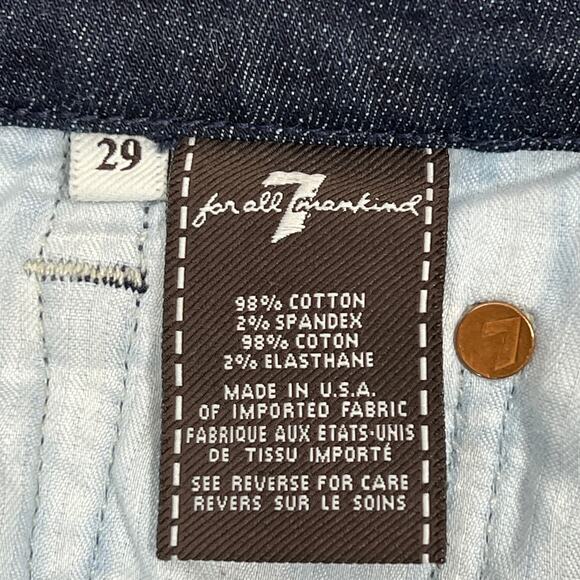 29
for all 7 mankind
98% COTTON
2% SPANDEX
98% COTON
2% ELASTHANE
MADE IN U.S.A.
OF IMPORTED FABRIC
FABRIQUE AUX ETATS-UNIS
DE TISSU IMPORTÉ
SEE REVERSE FOR CARE
REVERS SUR LE SOINS
7